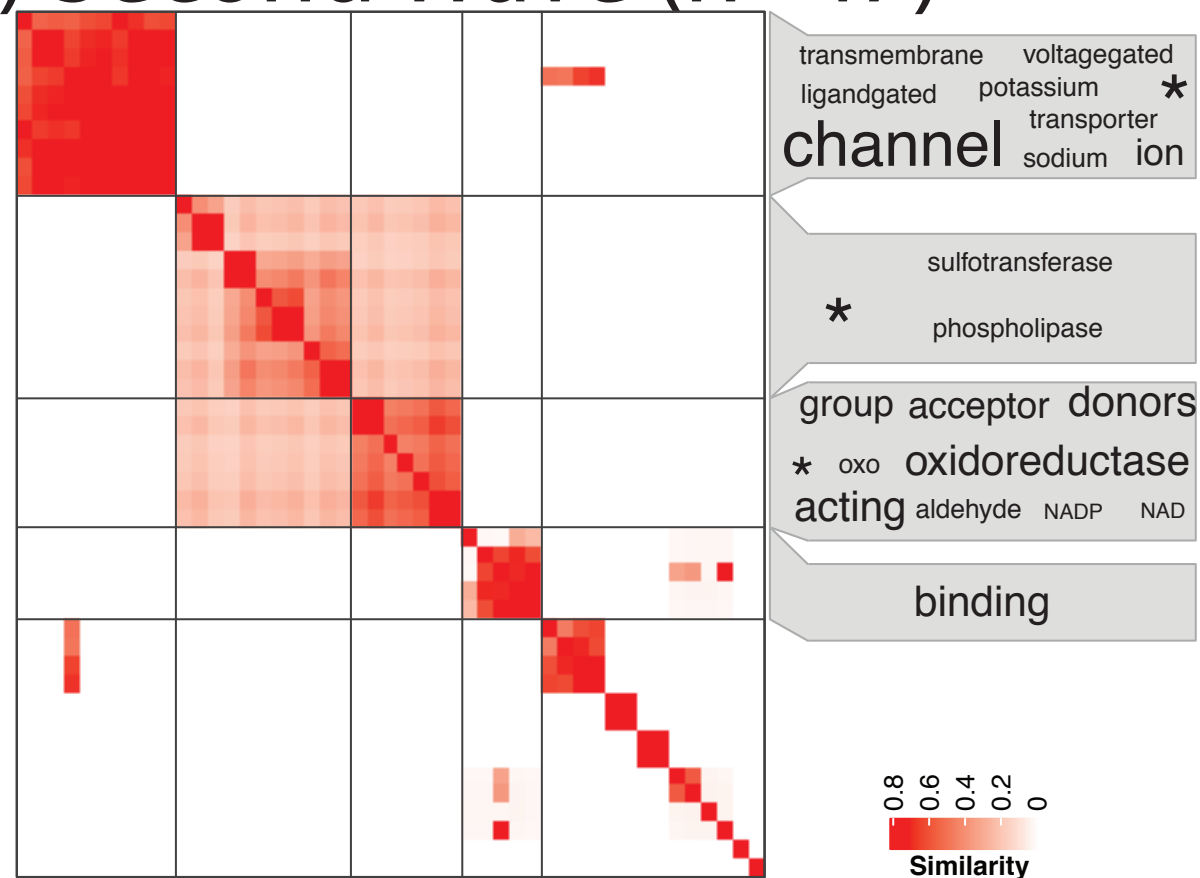 transmembrane voltagegated
ligandgated potassium *
channel transporter
sodium ion
sulfotransferase
*
phospholipase
group acceptor donors
* oxo oxidoreductase
acting aldehyde NADP NAD
binding
0.8 0.6 0.4 0.2 0
Similarity